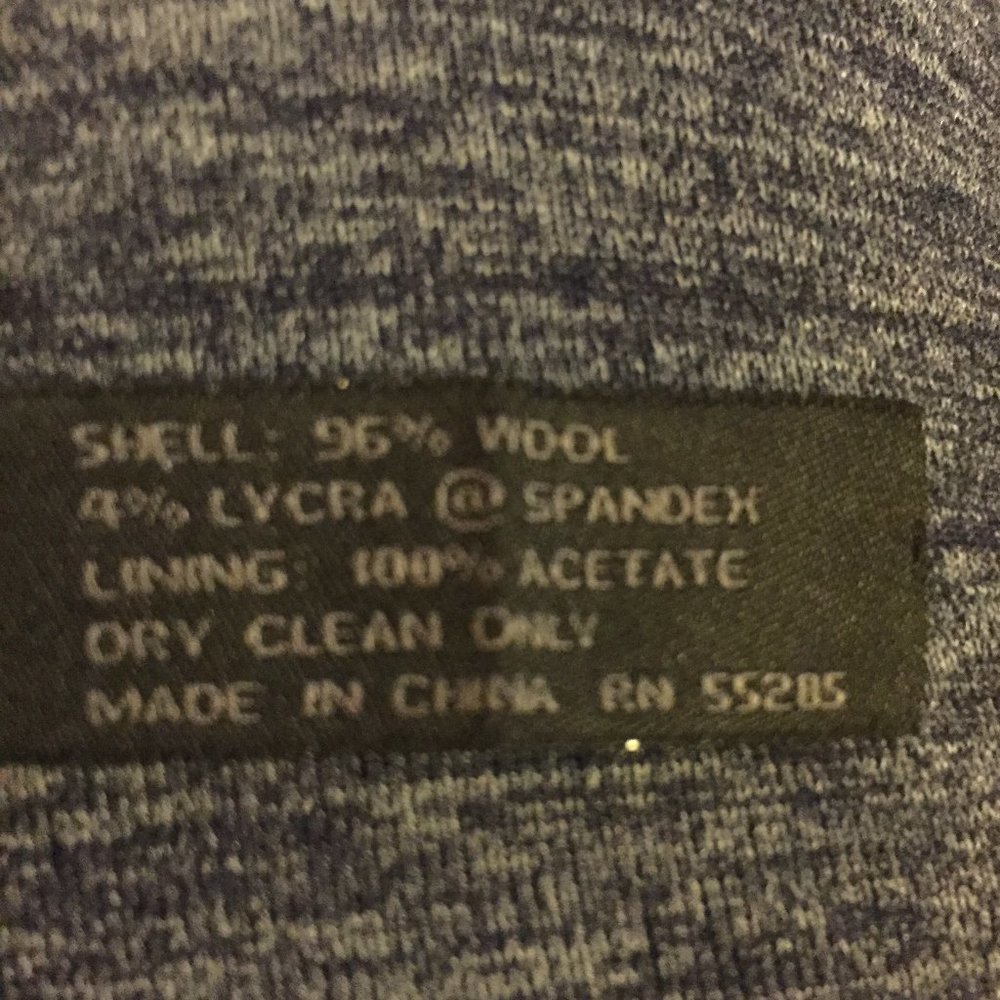 SHELL: 96% WOOL
4% LYCRA @ SPANDEX
LINING: 100% ACETATE
DRY CLEAN ONLY
MADE IN CHINA RN 55285